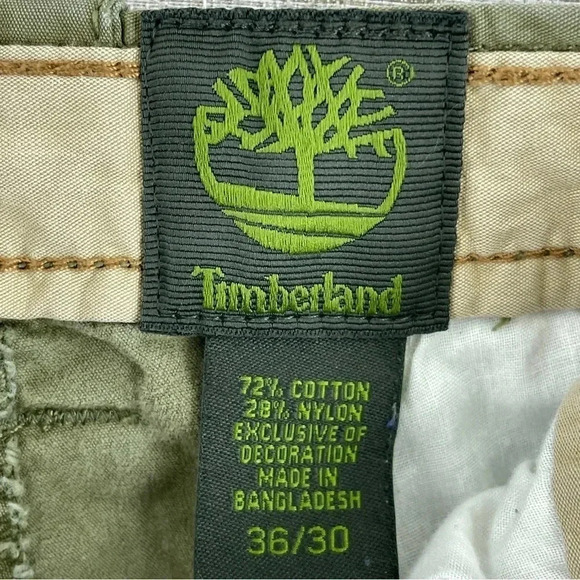 ®
Timberland
72% COTTON
28% NYLON
EXCLUSIVE OF
DECORATION
MADE IN
BANGLADESH
36/30